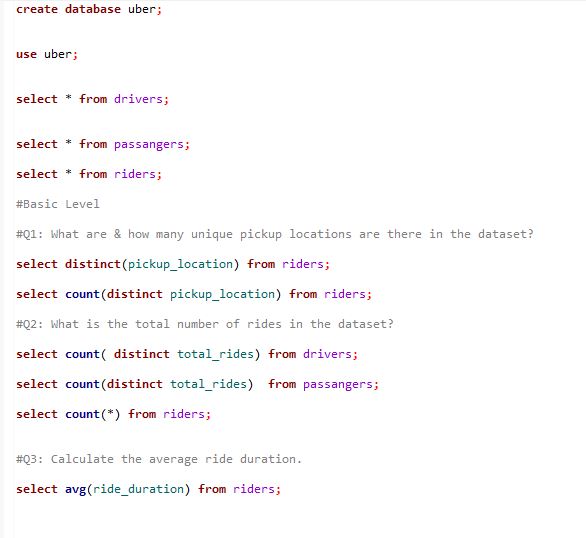 create database uber;
use uber;
select * from drivers;
select * from passangers;
select * from riders;
#Basic Level
#Q1: What are & how many unique pickup locations are there in the dataset?
select distinct(pickup_location) from riders;
select count(distinct pickup_location) from riders;
#Q2: What is the total number of rides in the dataset?
select count( distinct total_rides) from drivers;
select count(distinct total_rides)  from passangers;
select count(*) from riders;
#Q3: Calculate the average ride duration.
select avg(ride_duration) from riders;